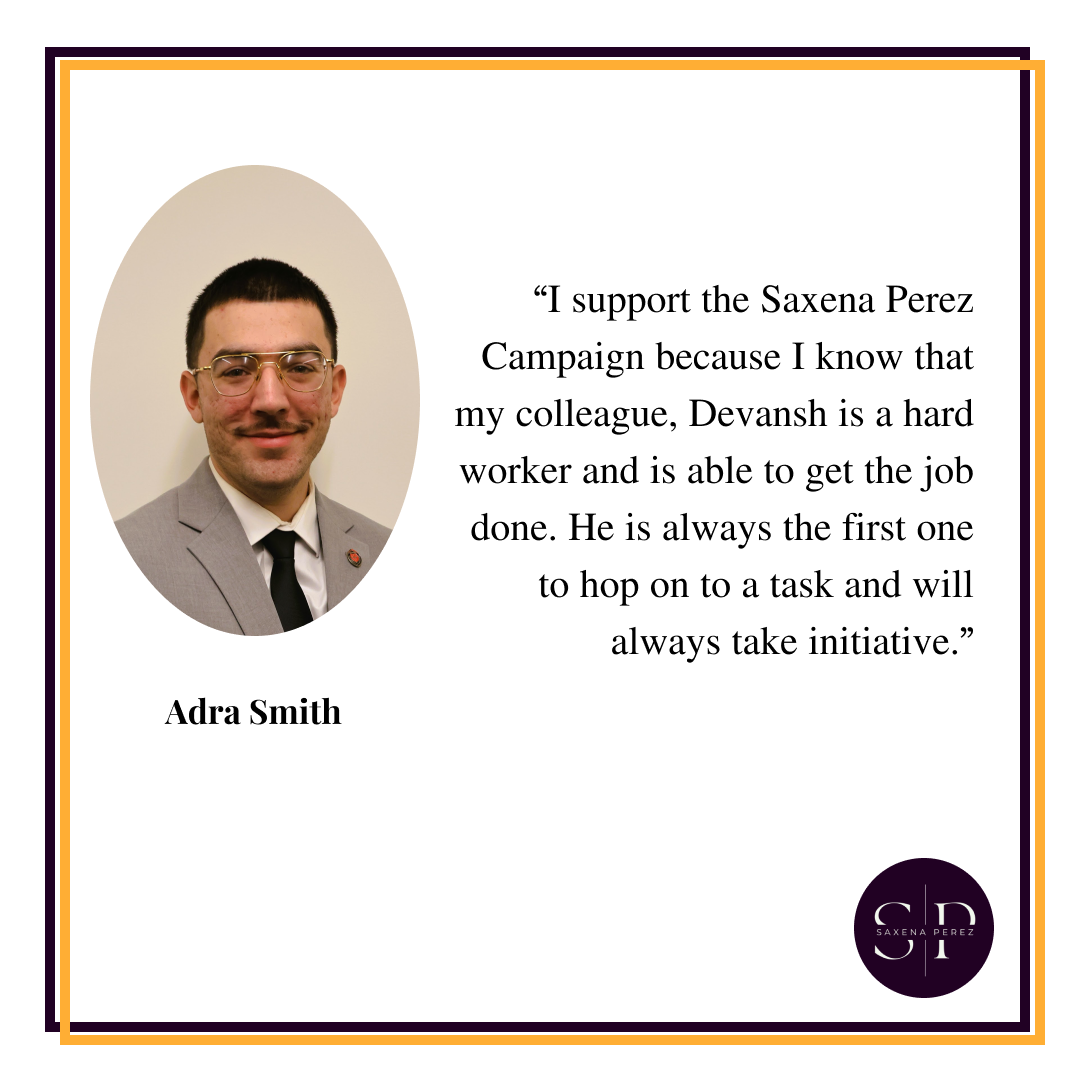 “I support the Saxena Perez
Campaign because I know that
my colleague, Devansh is a hard
worker and is able to get the job
done. He is always the first one
to hop on to a task and will
always take initiative.”
Adra Smith
S P
SAXENA PEREZ